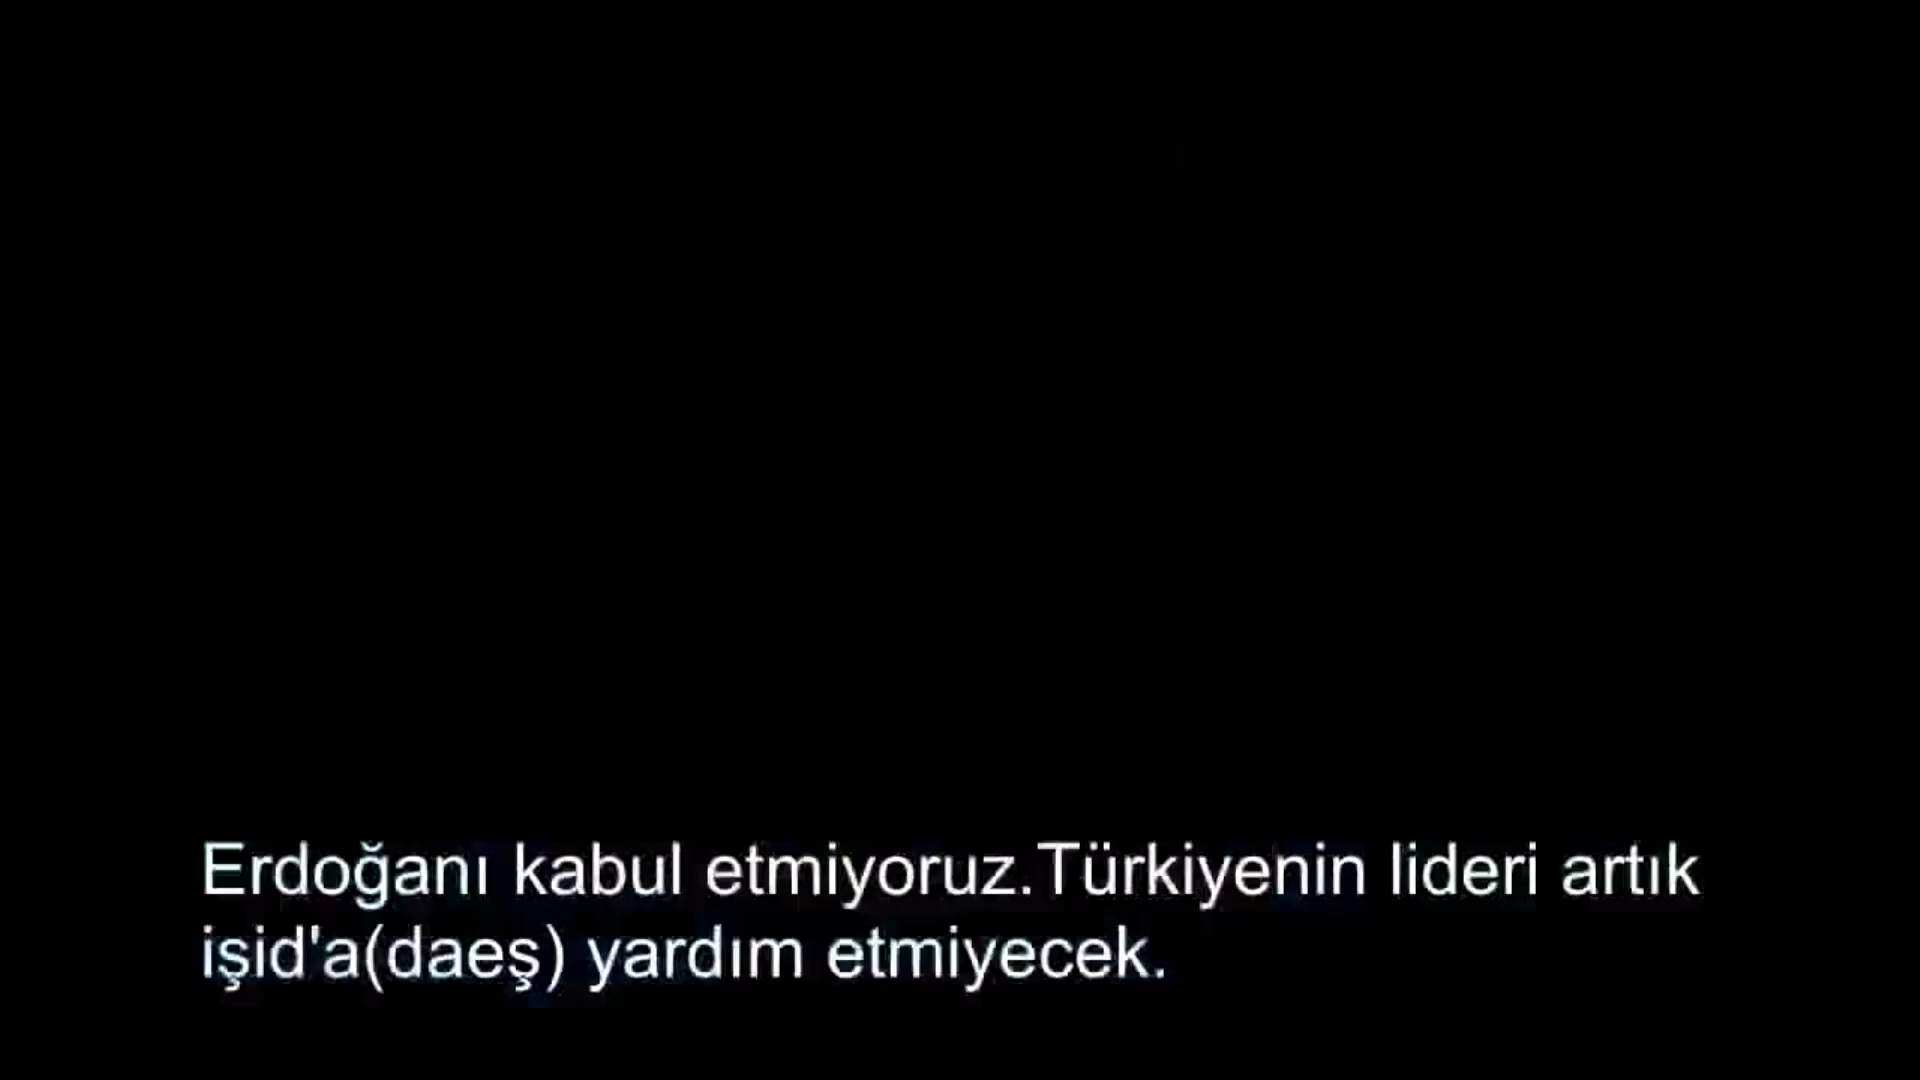 Erdoğanı kabul etmiyoruz.Türkiyenin lideri artık
işid'a(daeş) yardım etmiyecek.